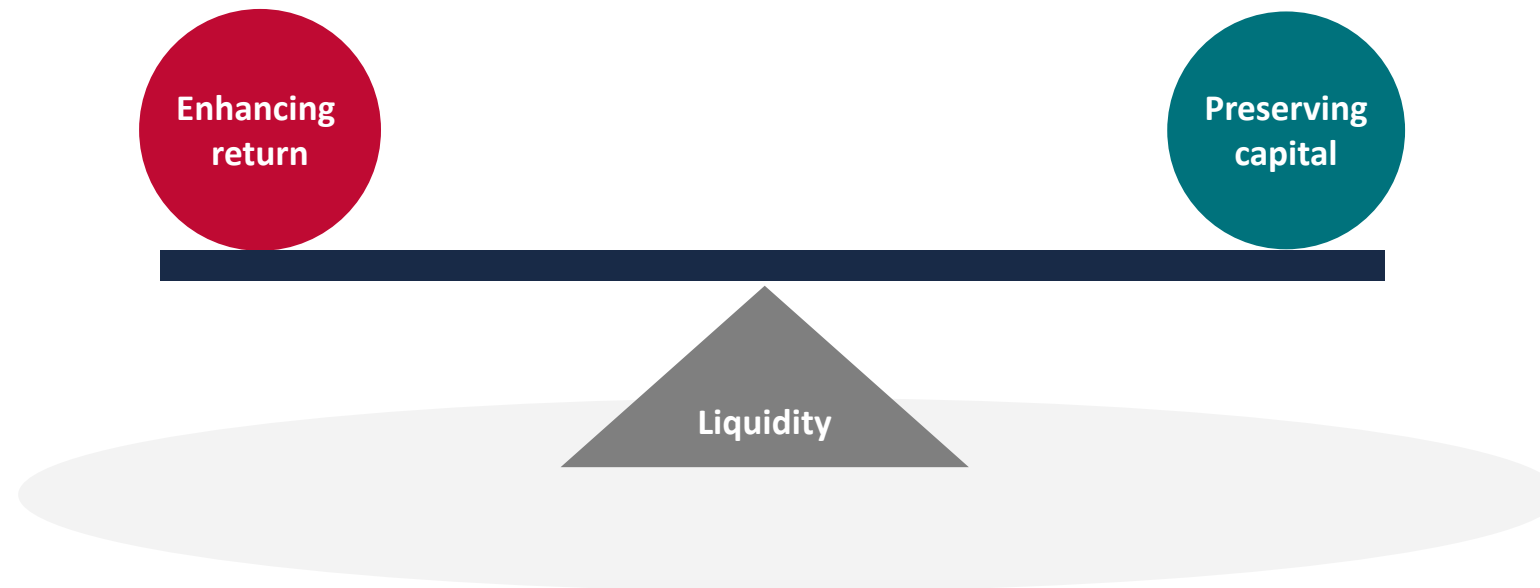 Enhancing
return
Preserving
capital
Liquidity